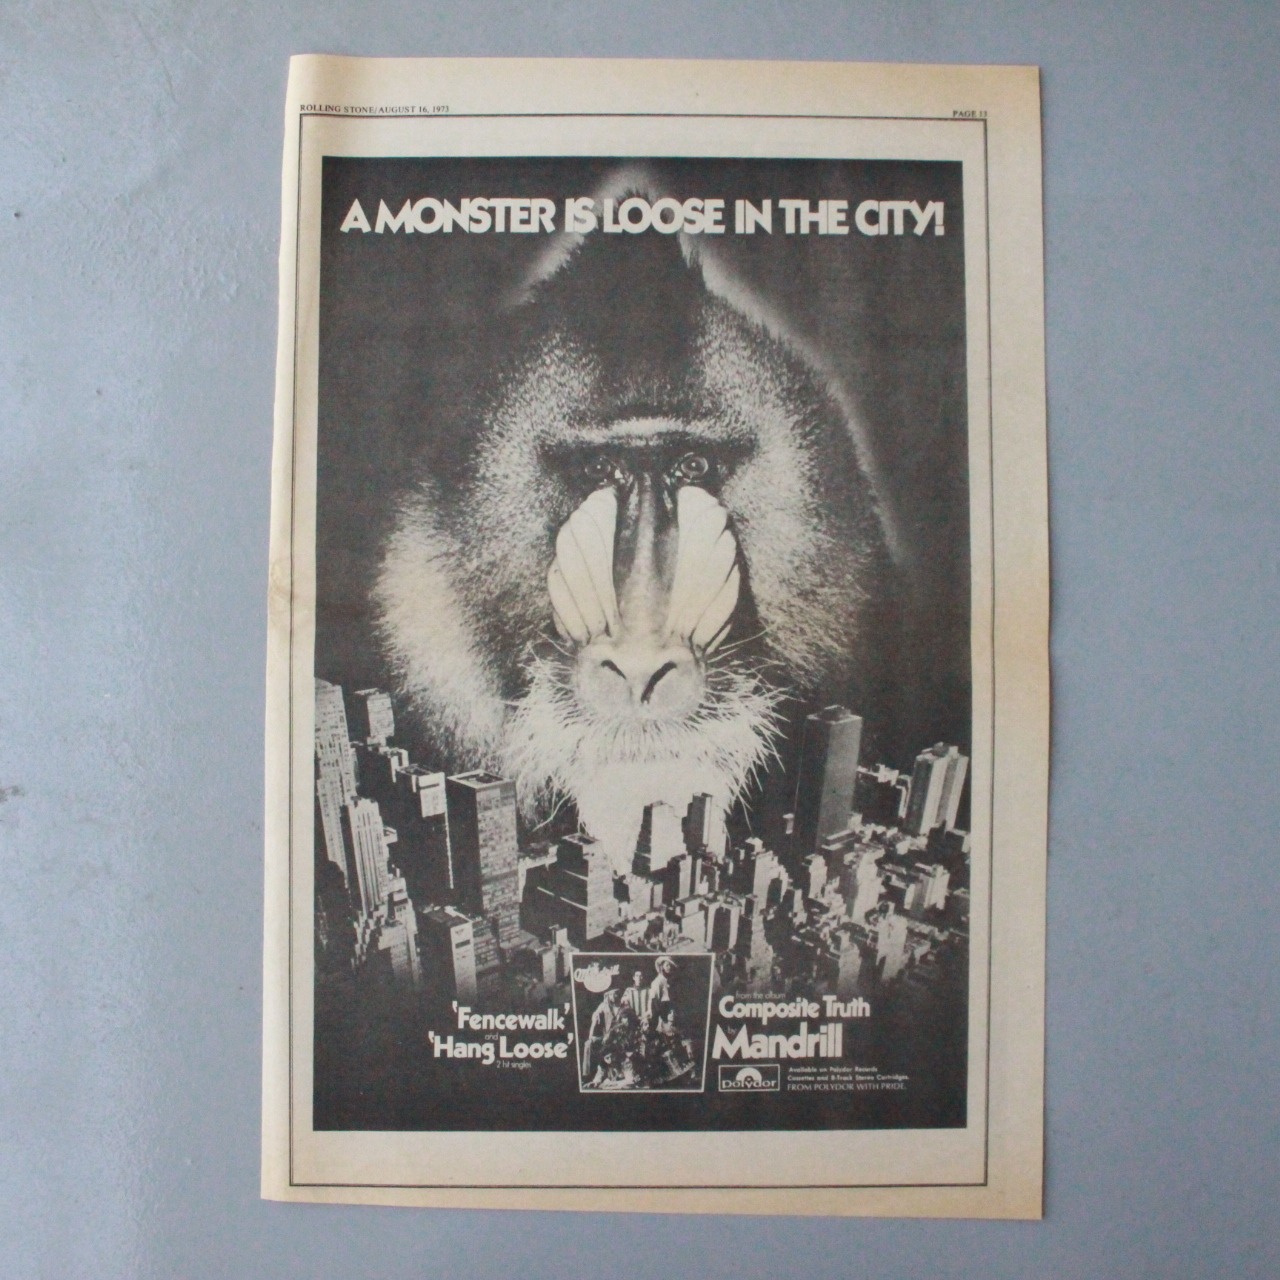 ROLLING STONE/AUGUST 16, 1973
PAGE 13
A MONSTER IS LOOSE IN THE CITY!
'Fencewalk'
and
'Hang Loose'
2 hit singles
Mandrill
from the album
Composite Truth
by
Mandrill
Polydor
Available on Polydor Records
Cassettes and 8-Track Stereo Cartridges.
FROM POLYDOR WITH PRIDE.